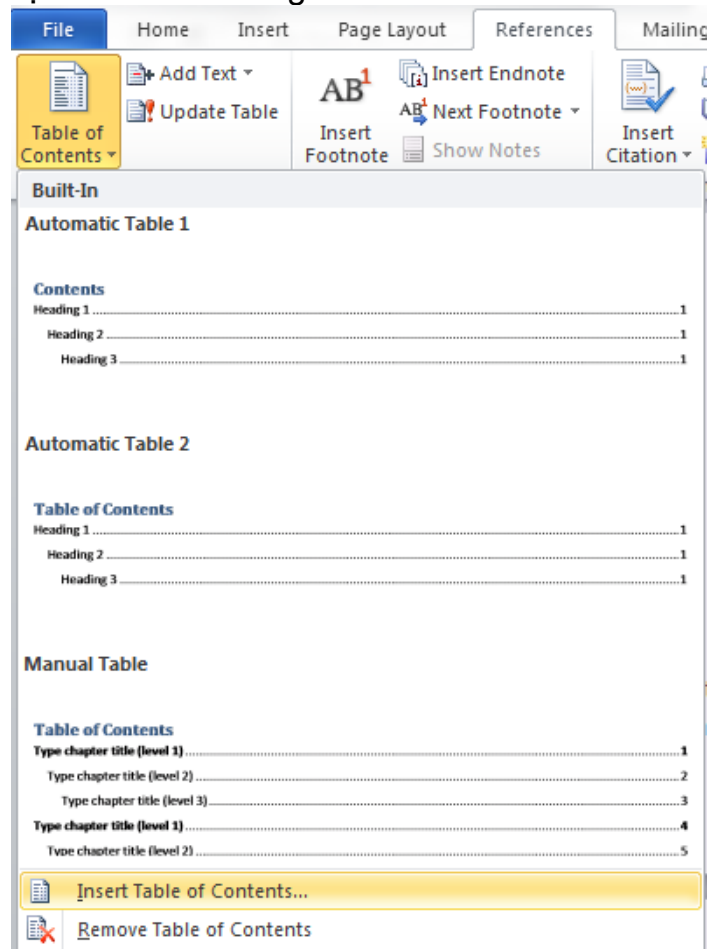 File Home Insert Page Layout References Mailing
Table of Contents
Add Text
Update Table
AB1
Insert Footnote
Insert Endnote
AB1 Next Footnote
Show Notes
Insert Citation
Built-In
Automatic Table 1
Contents
Heading 1....................1
Heading 2....................1
Heading 3....................1
Automatic Table 2
Table of Contents
Heading 1....................1
Heading 2....................1
Heading 3....................1
Manual Table
Table of Contents
Type chapter title (level 1)....................1
Type chapter title (level 2)....................2
Type chapter title (level 3)....................3
Type chapter title (level 1)....................4
Type chapter title (level 2)....................5
Insert Table of Contents...
Remove Table of Contents